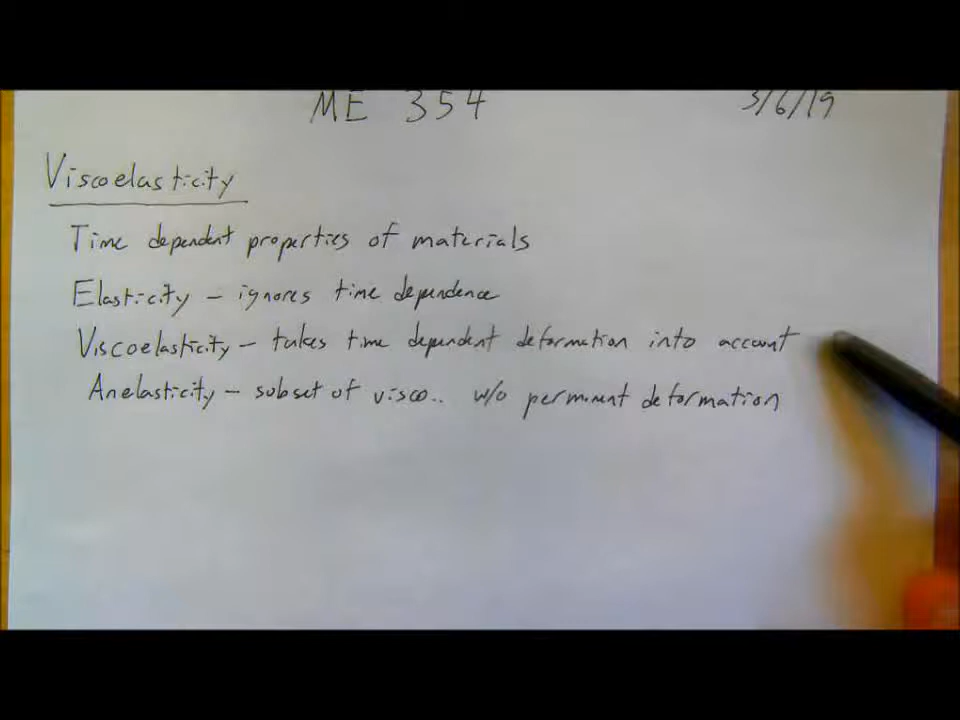 ME 354
3/6/19
Viscoelasticity
Time dependent properties of materials
Elasticity - ignores time dependence
Viscoelasticity - takes time dependent deformation into account
Anelasticity - subset of visco.. w/o perminent deformation